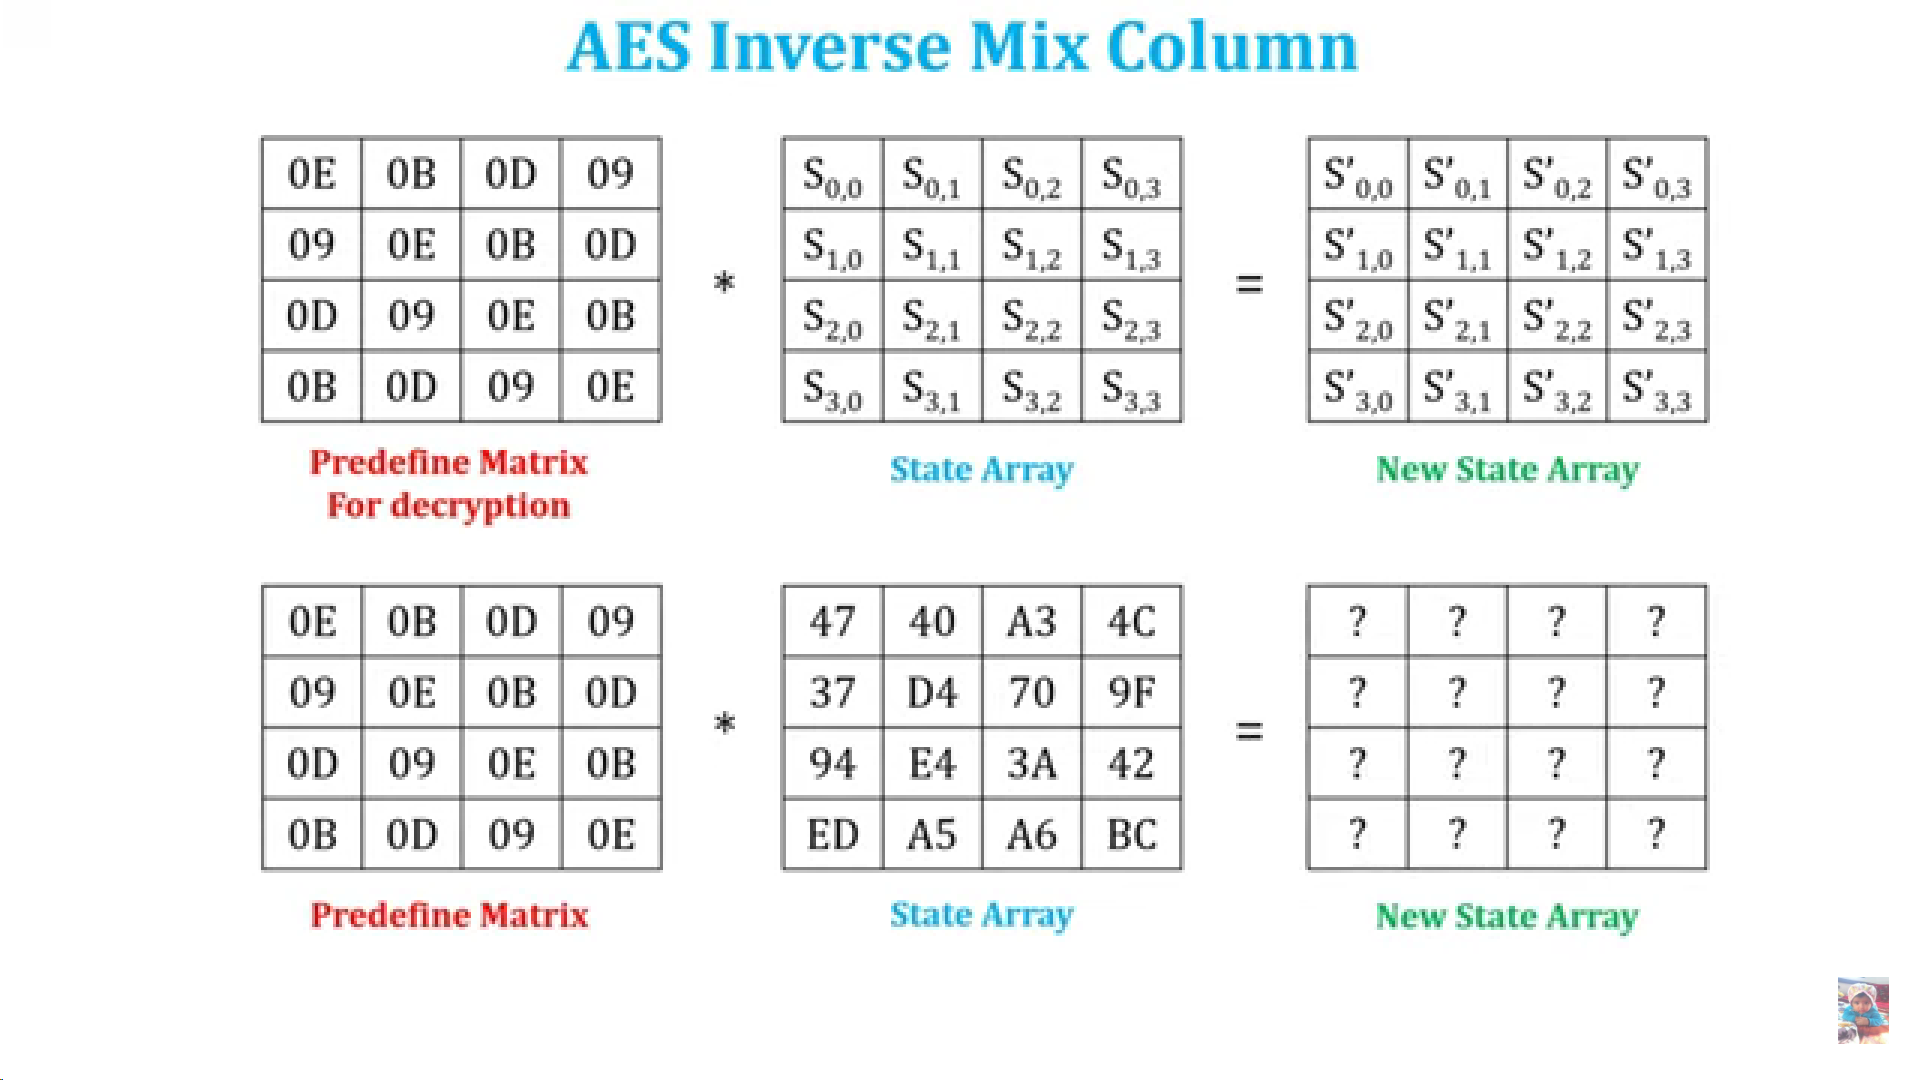 AES Inverse Mix Column
0E 0B 0D 09
09 0E 0B 0D
0D 09 0E 0B
0B 0D 09 0E
Predefine Matrix
For decryption
*
S0,0 S0,1 S0,2 S0,3
S1,0 S1,1 S1,2 S1,3
S2,0 S2,1 S2,2 S2,3
S3,0 S3,1 S3,2 S3,3
State Array
=
S’0,0 S’0,1 S’0,2 S’0,3
S’1,0 S’1,1 S’1,2 S’1,3
S’2,0 S’2,1 S’2,2 S’2,3
S’3,0 S’3,1 S’3,2 S’3,3
New State Array
0E 0B 0D 09
09 0E 0B 0D
0D 09 0E 0B
0B 0D 09 0E
Predefine Matrix
*
47 40 A3 4C
37 D4 70 9F
94 E4 3A 42
ED A5 A6 BC
State Array
=
? ? ? ?
? ? ? ?
? ? ? ?
? ? ? ?
New State Array